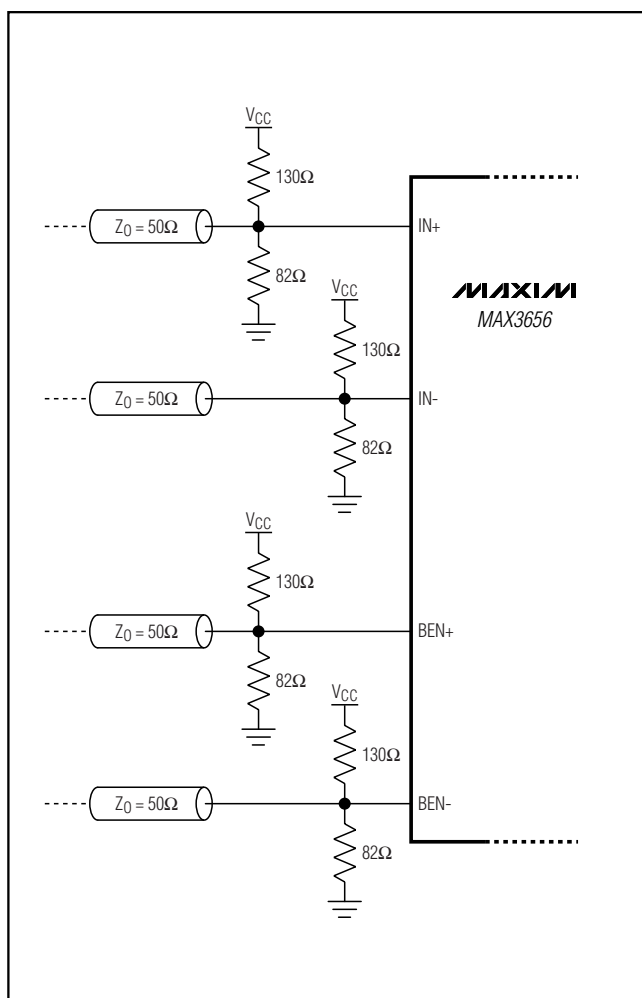 VCC
130Ω
Z0 = 50Ω
IN+
82Ω
VCC
MAXIM
MAX3656
130Ω
Z0 = 50Ω
IN-
82Ω
VCC
130Ω
Z0 = 50Ω
BEN+
82Ω
VCC
130Ω
Z0 = 50Ω
BEN-
82Ω